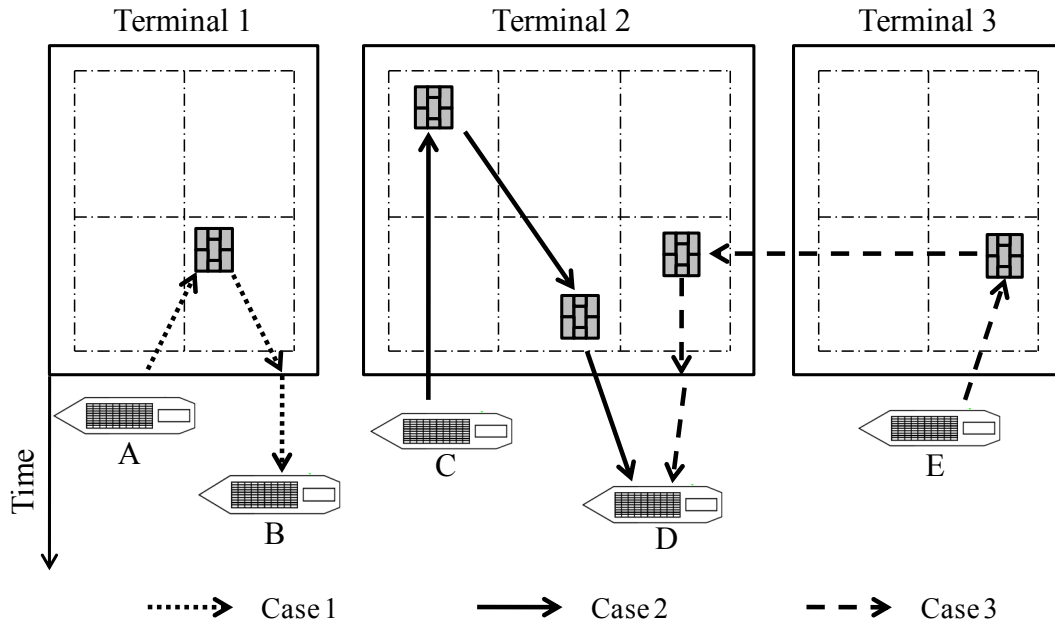 Terminal 1
Terminal 2
Terminal 3
A
B
C
D
E
Time
Case 1
Case 2
Case 3